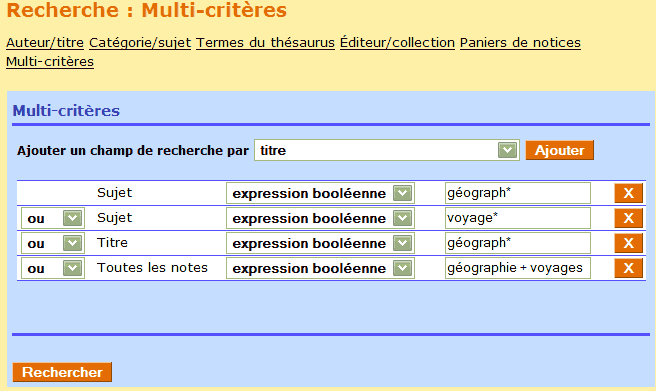 Recherche : Multi-critères
Auteur/titre Catégorie/sujet Termes du thésaurus Éditeur/collection Paniers de notices
Multi-critères
Multi-critères
Ajouter un champ de recherche par titre Ajouter
Sujet expression booléenne géograph* X
ou Sujet expression booléenne voyage* X
ou Titre expression booléenne géograph* X
ou Toutes les notes expression booléenne géographie + voyages X
Rechercher